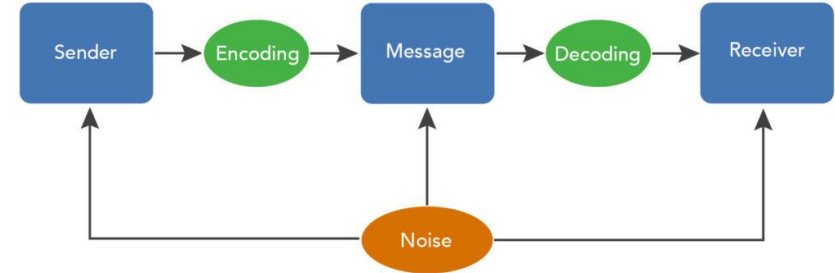 Sender
Encoding
Message
Decoding
Receiver
Noise